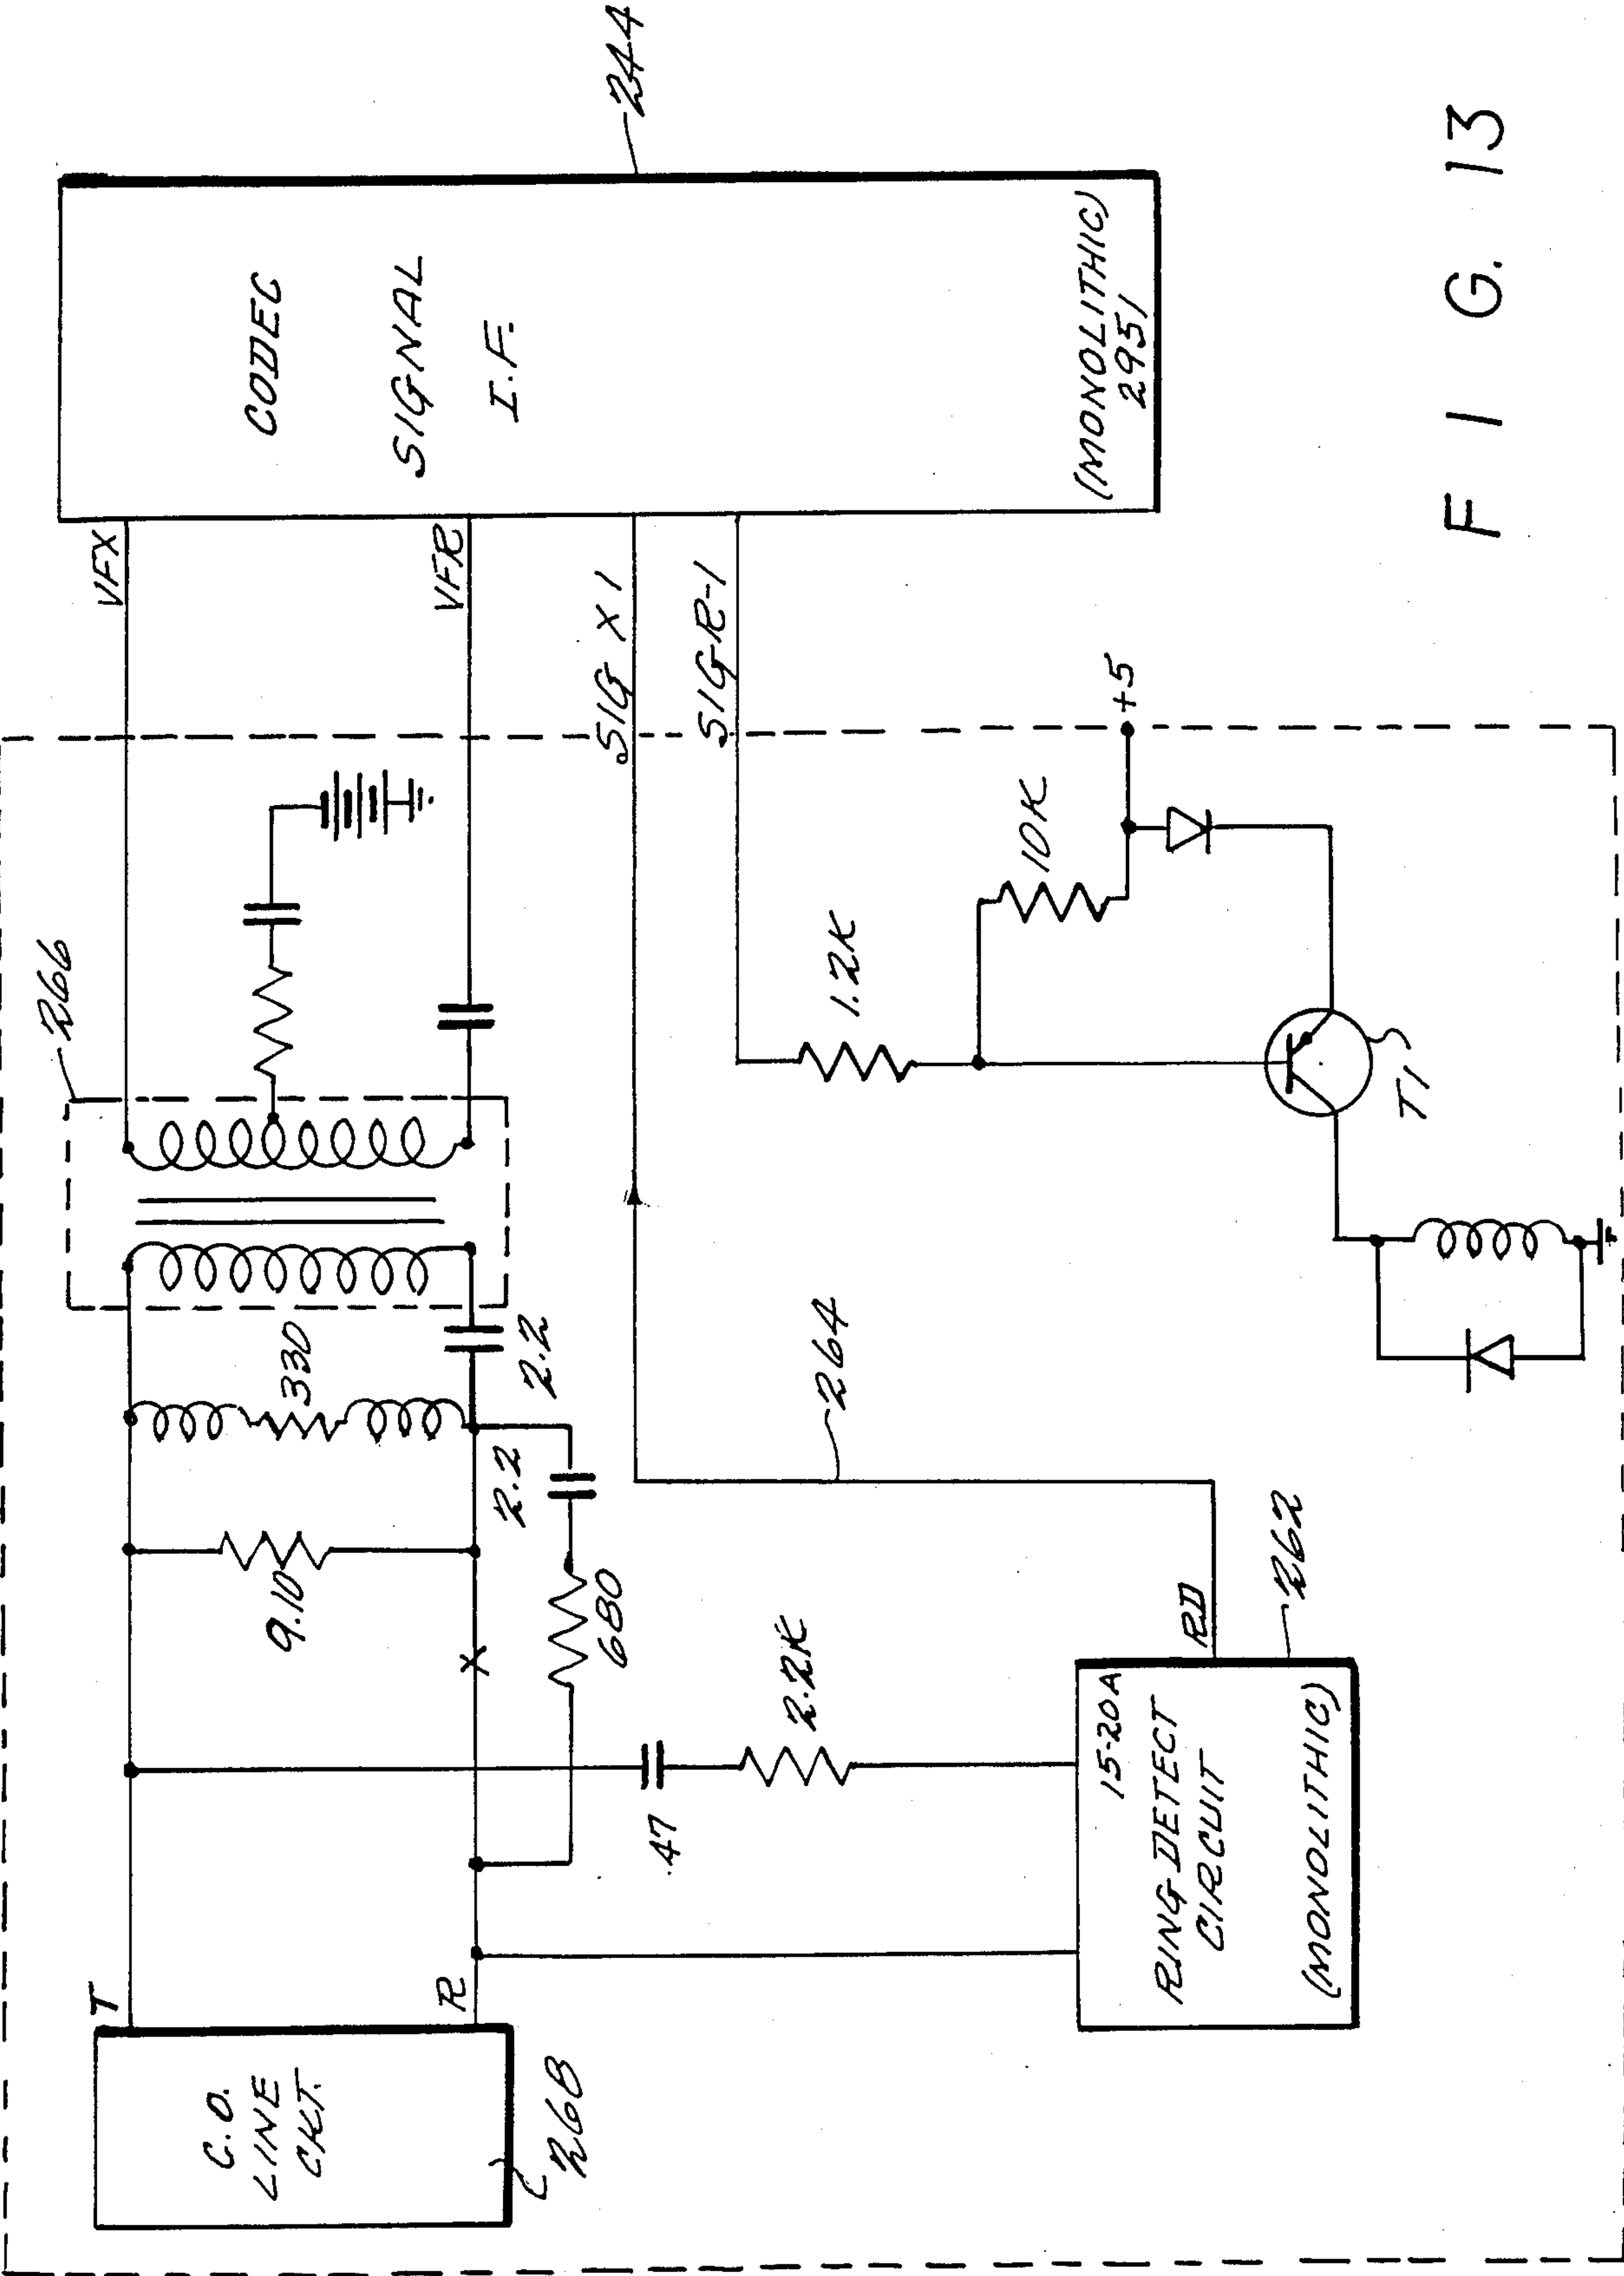 C.O.
LINE
CKT.
268
T
R
9.10
330
2.2
2.2
680
.47
2.2K
266
VFX
VFR
SIG X 1
SIG-R-1
CODEC
SIGNAL
I.F.
(MONOLITHIC)
2951
244
264
15-20A
RING DETECT
CIRCUIT
(MONOLITHIC)
RD
262
1.2K
10K
+5
T1
FIG. 13